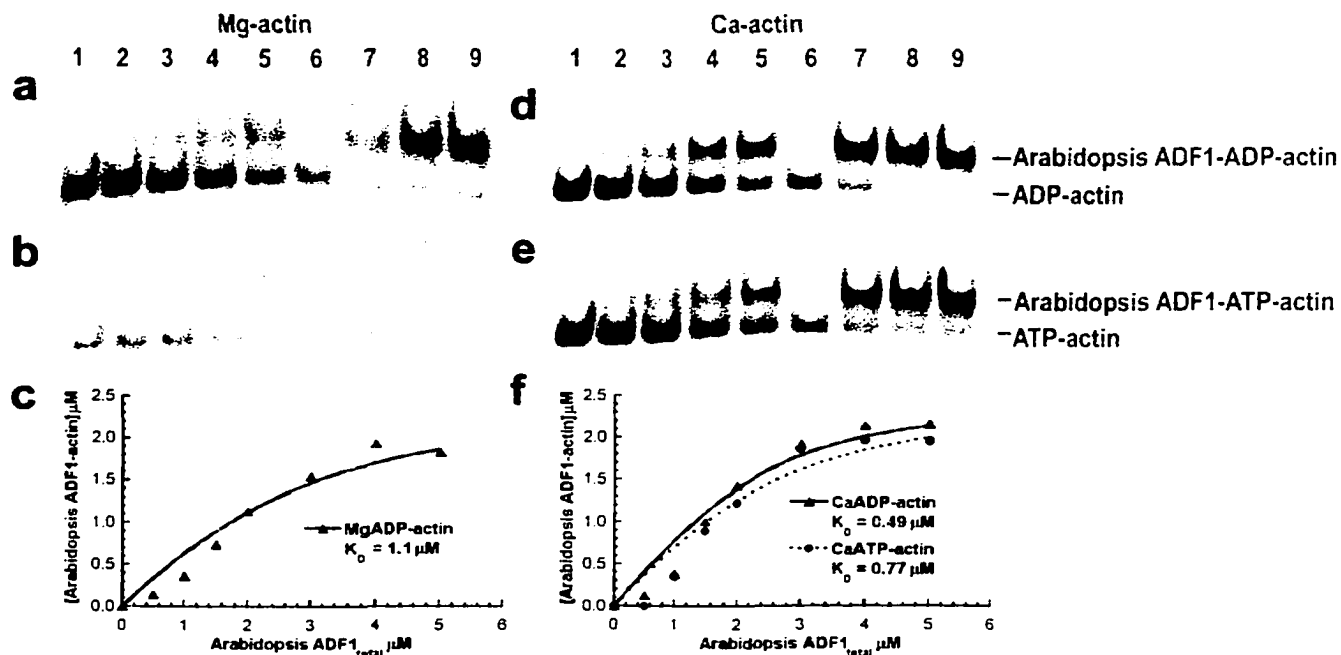 Mg-actin
Ca-actin
1 2 3 4 5 6 7 8 9
1 2 3 4 5 6 7 8 9
a
d
Arabidopsis ADF1-ADP-actin
ADP-actin
b
e
Arabidopsis ADF1-ATP-actin
ATP-actin
c
[Arabidopsis ADF1-actin] µM
2.5
2.0
1.5
1.0
0.5
0.0
MgADP-actin
K_D = 1.1 µM
0 1 2 3 4 5 6
Arabidopsis ADF1_total µM
f
[Arabidopsis ADF1-actin] µM
2.5
2.0
1.5
1.0
0.5
0.0
CaADP-actin
K_D = 0.49 µM
CaATP-actin
K_D = 0.77 µM
0 1 2 3 4 5 6
Arabidopsis ADF1_total µM